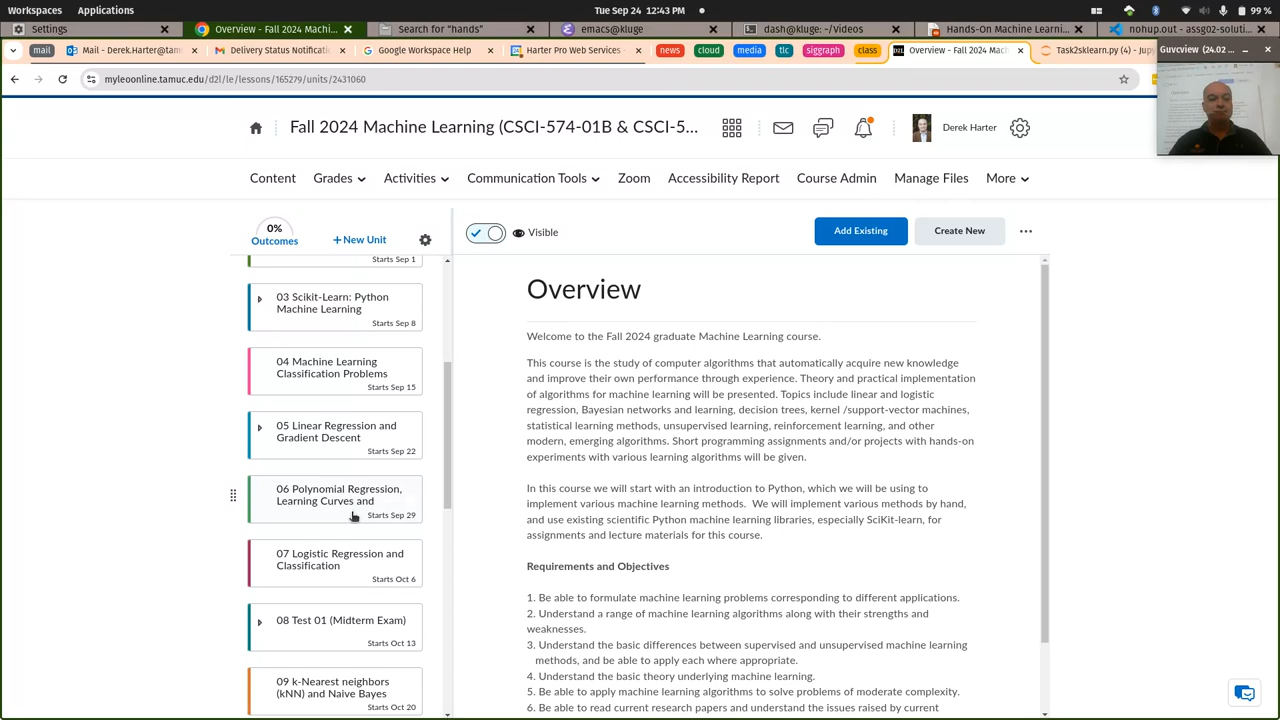 Workspaces Applications Tue Sep 24 12:43 PM 99 %
Settings Overview - Fall 2024 Machi... Search for "hands" emacs@kluge dash@kluge: ~/Videos Hands-On Machine Learnin... nohup.out - assg02-soluti...
mail Mail - Derek.Harter@tam Delivery Status Notificati Google Workspace Help Harter Pro Web Services - news cloud media tlc siggraph class Overview - Fall 2024 Mac Task2sklearn.py (4) - Jup Guvcview (24.02 ...
myleoonline.tamuc.edu/d2l/le/lessons/165279/units/2431060
Fall 2024 Machine Learning (CSCI-574-01B & CSCI-5... Derek Harter
Content Grades Activities Communication Tools Zoom Accessibility Report Course Admin Manage Files More
0%
Outcomes
+ New Unit
Visible
Add Existing
Create New
Starts Sep 1
03 Scikit-Learn: Python
Machine Learning
Starts Sep 8
04 Machine Learning
Classification Problems
Starts Sep 15
05 Linear Regression and
Gradient Descent
Starts Sep 22
06 Polynomial Regression,
Learning Curves and
Starts Sep 29
07 Logistic Regression and
Classification
Starts Oct 6
08 Test 01 (Midterm Exam)
Starts Oct 13
09 k-Nearest neighbors
(kNN) and Naive Bayes
Starts Oct 20
Overview
Welcome to the Fall 2024 graduate Machine Learning course.
This course is the study of computer algorithms that automatically acquire new knowledge
and improve their own performance through experience. Theory and practical implementation
of algorithms for machine learning will be presented. Topics include linear and logistic
regression, Bayesian networks and learning, decision trees, kernel /support-vector machines,
statistical learning methods, unsupervised learning, reinforcement learning, and other
modern, emerging algorithms. Short programming assignments and/or projects with hands-on
experiments with various learning algorithms will be given.
In this course we will start with an introduction to Python, which we will be using to
implement various machine learning methods. We will implement various methods by hand,
and use existing scientific Python machine learning libraries, especially SciKit-learn, for
assignments and lecture materials for this course.
Requirements and Objectives
1. Be able to formulate machine learning problems corresponding to different applications.
2. Understand a range of machine learning algorithms along with their strengths and
weaknesses.
3. Understand the basic differences between supervised and unsupervised machine learning
methods, and be able to apply each where appropriate.
4. Understand the basic theory underlying machine learning.
5. Be able to apply machine learning algorithms to solve problems of moderate complexity.
6. Be able to read current research papers and understand the issues raised by current